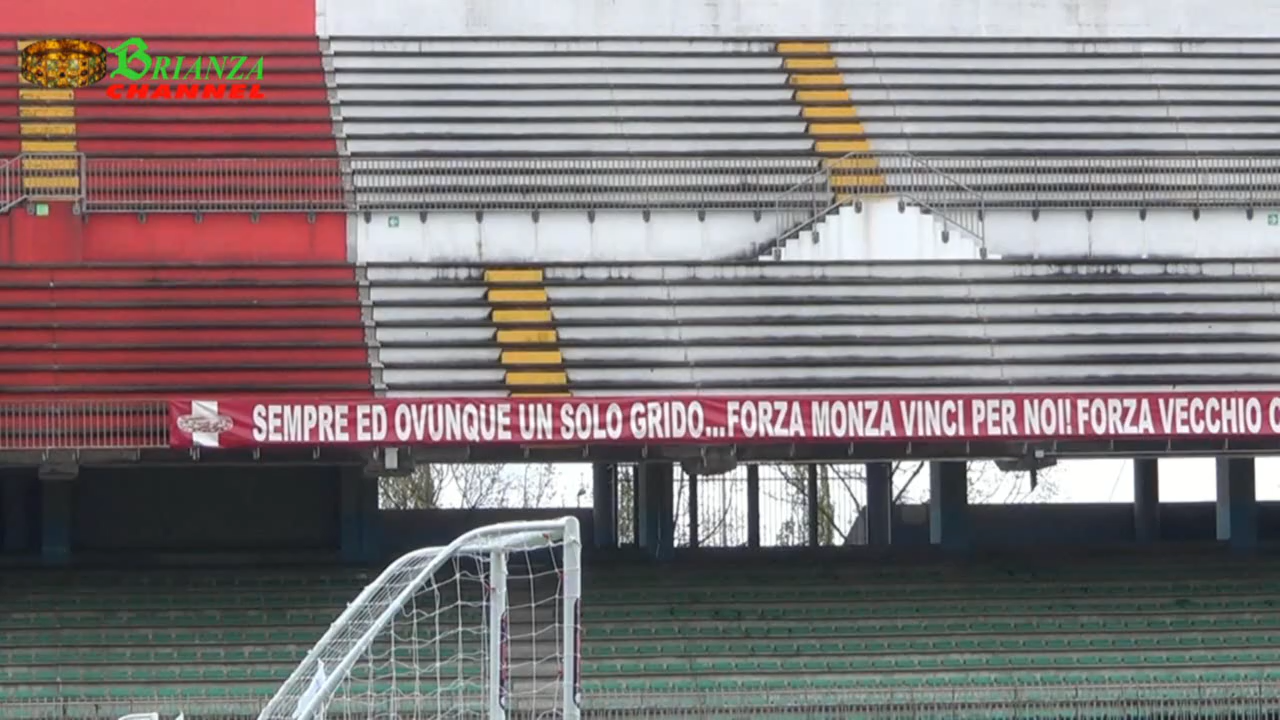 BRIANZA
CHANNEL
SEMPRE ED OVUNQUE UN SOLO GRIDO...FORZA MONZA VINCI PER NOI! FORZA VECCHIO